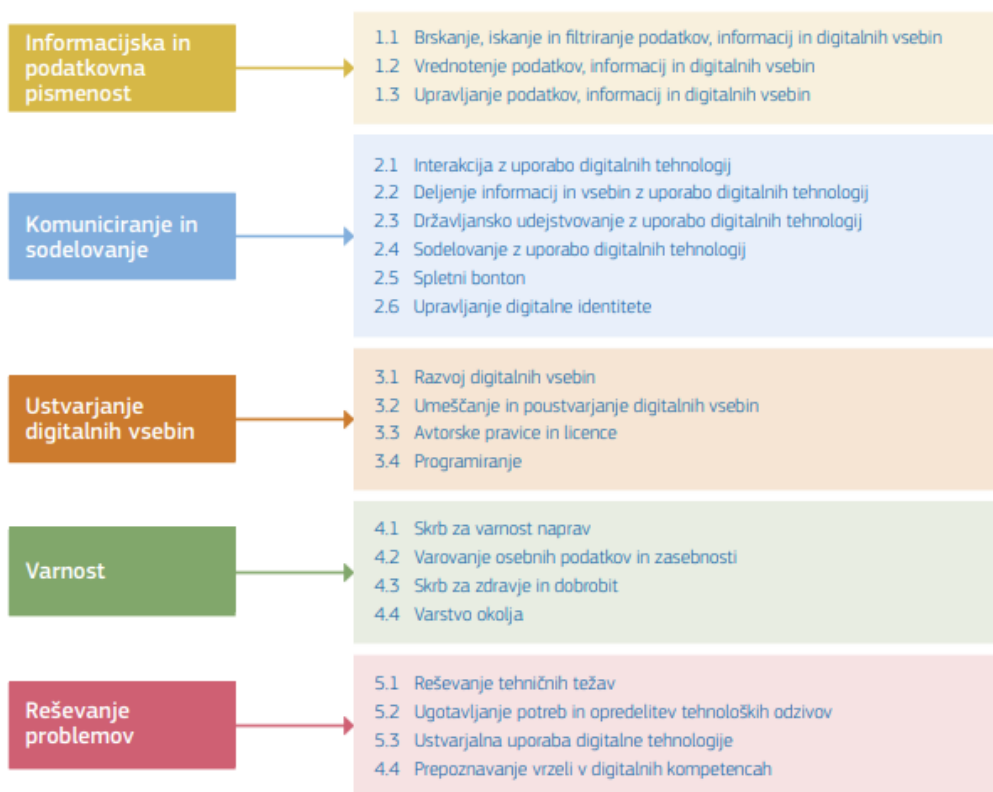 Informacijska in
podatkovna
pismenost
1.1 Brskanje, iskanje in filtriranje podatkov, informacij in digitalnih vsebin
1.2 Vrednotenje podatkov, informacij in digitalnih vsebin
1.3 Upravljanje podatkov, informacij in digitalnih vsebin
Komuniciranje in
sodelovanje
2.1 Interakcija z uporabo digitalnih tehnologij
2.2 Deljenje informacij in vsebin z uporabo digitalnih tehnologij
2.3 Državljansko udejstvovanje z uporabo digitalnih tehnologij
2.4 Sodelovanje z uporabo digitalnih tehnologij
2.5 Spletni bonton
2.6 Upravljanje digitalne identitete
Ustvarjanje
digitalnih vsebin
3.1 Razvoj digitalnih vsebin
3.2 Umeščanje in poustvarjanje digitalnih vsebin
3.3 Avtorske pravice in licence
3.4 Programiranje
Varnost
4.1 Skrb za varnost naprav
4.2 Varovanje osebnih podatkov in zasebnosti
4.3 Skrb za zdravje in dobrobit
4.4 Varstvo okolja
Reševanje
problemov
5.1 Reševanje tehničnih težav
5.2 Ugotavljanje potreb in opredelitev tehnoloških odzivov
5.3 Ustvarjalna uporaba digitalne tehnologije
4.4 Prepoznavanje vrzeli v digitalnih kompetencah